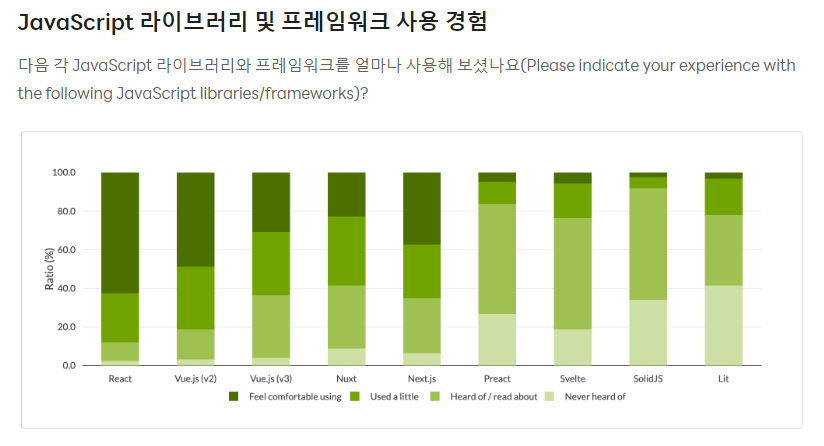 JavaScript 라이브러리 및 프레임워크 사용 경험
다음 각 JavaScript 라이브러리와 프레임워크를 얼마나 사용해 보셨나요(Please indicate your experience with
the following JavaScript libraries/frameworks)?
100.0
80.0
60.0
40.0
20.0
0.0
Ratio (%)
React Vue.js (v2) Vue.js (v3) Nuxt Next.js Preact Svelte SolidJS Lit
Feel comfortable using Used a little Heard of / read about Never heard of